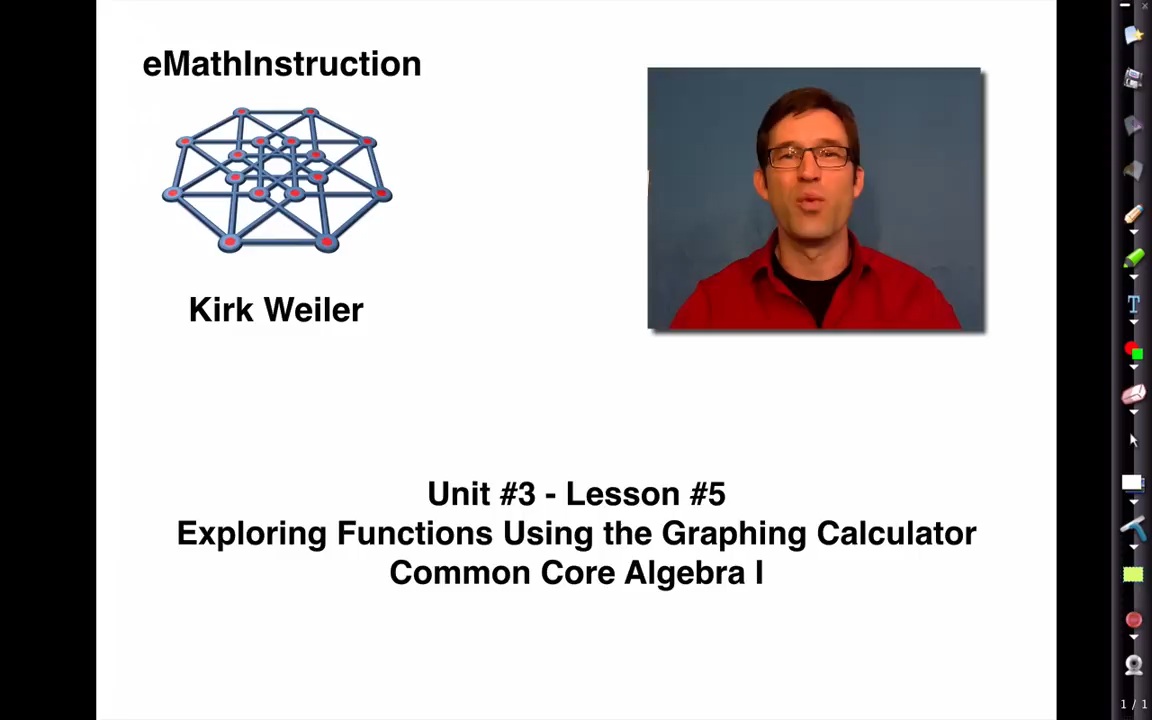 eMathInstruction
Kirk Weiler
Unit #3 - Lesson #5
Exploring Functions Using the Graphing Calculator
Common Core Algebra I
T
1 / 1